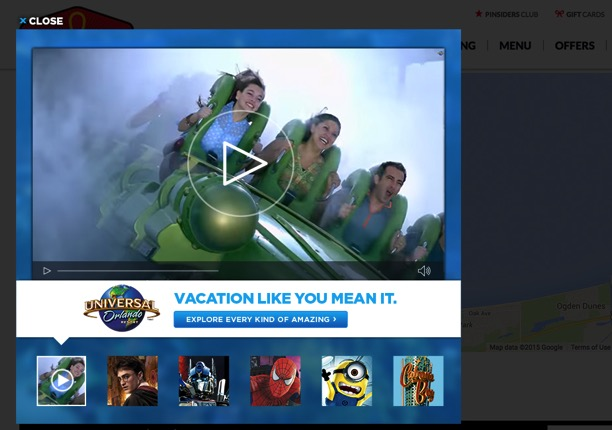 PINSIDERS CLUB
GIFT CARDS
× CLOSE
NG
MENU
OFFERS
UNIVERSAL
Orlando
RESORT
VACATION LIKE YOU MEAN IT.
EXPLORE EVERY KIND OF AMAZING >
Ogden Dunes
ark
Map data ©2015 Google
Terms of Use